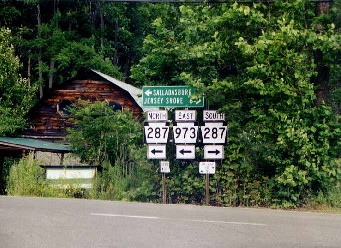 SALLADASBURG
JERSEY SHORE
NORTH EAST SOUTH
287 973 287